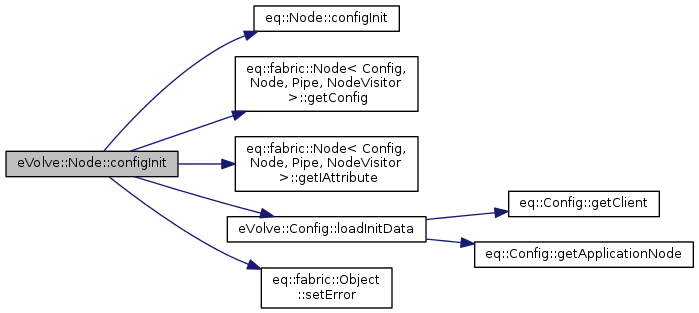 eq::Node::configInit
eq::fabric::Node< Config,
Node, Pipe, NodeVisitor
>::getConfig
eVolve::Node::configInit
eq::fabric::Node< Config,
Node, Pipe, NodeVisitor
>::getIAttribute
eVolve::Config::loadInitData
eq::Config::getClient
eq::Config::getApplicationNode
eq::fabric::Object
::setError